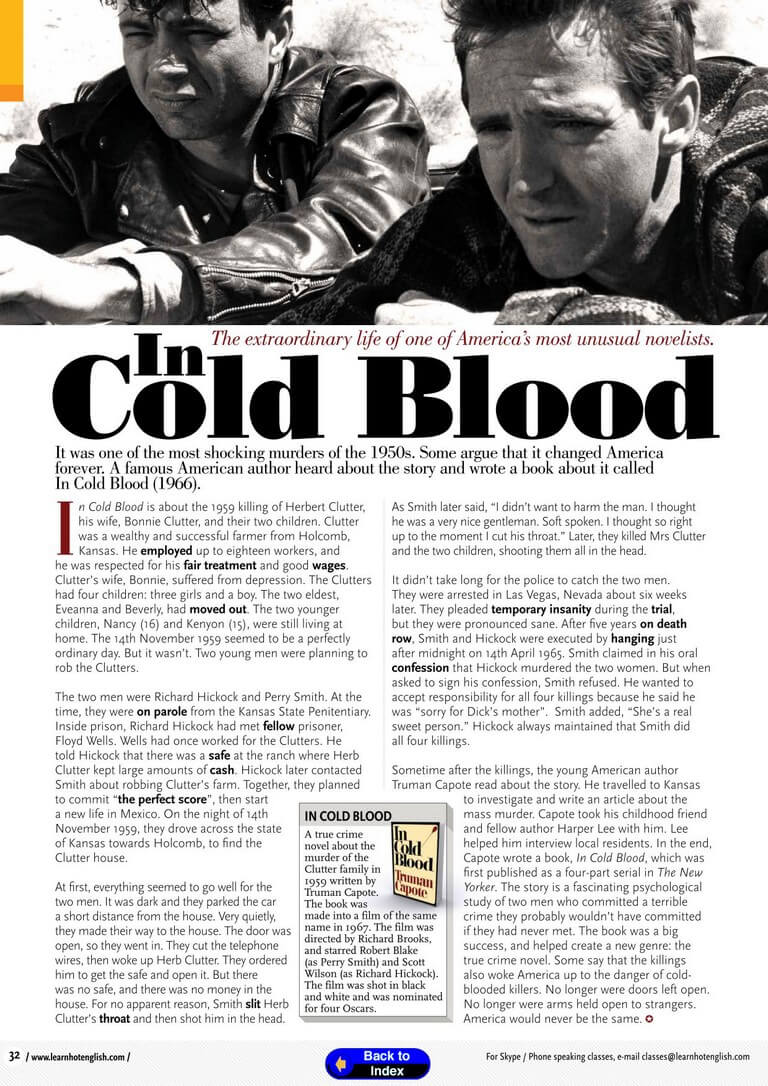 The extraordinary life of one of America's most unusual novelists.
In
Cold Blood
It was one of the most shocking murders of the 1950s. Some argue that it changed America
forever. A famous American author heard about the story and wrote a book about it called
In Cold Blood (1966).
In Cold Blood is about the 1959 killing of Herbert Clutter,
his wife, Bonnie Clutter, and their two children. Clutter
was a wealthy and successful farmer from Holcomb,
Kansas. He employed up to eighteen workers, and
he was respected for his fair treatment and good wages.
Clutter's wife, Bonnie, suffered from depression. The Clutters
had four children: three girls and a boy. The two eldest,
Eveanna and Beverly, had moved out. The two younger
children, Nancy (16) and Kenyon (15), were still living at
home. The 14th November 1959 seemed to be a perfectly
ordinary day. But it wasn't. Two young men were planning to
rob the Clutters.
The two men were Richard Hickock and Perry Smith. At the
time, they were on parole from the Kansas State Penitentiary.
Inside prison, Richard Hickock had met fellow prisoner,
Floyd Wells. Wells had once worked for the Clutters. He
told Hickock that there was a safe at the ranch where Herb
Clutter kept large amounts of cash. Hickock later contacted
Smith about robbing Clutter's farm. Together, they planned
to commit "the perfect score", then start
a new life in Mexico. On the night of 14th
November 1959, they drove across the state
of Kansas towards Holcomb, to find the
Clutter house.
At first, everything seemed to go well for the
two men. It was dark and they parked the car
a short distance from the house. Very quietly,
they made their way to the house. The door was
open, so they went in. They cut the telephone
wires, then woke up Herb Clutter. They ordered
him to get the safe and open it. But there
was no safe, and there was no money in the
house. For no apparent reason, Smith slit Herb
Clutter's throat and then shot him in the head.
As Smith later said, "I didn't want to harm the man. I thought
he was a very nice gentleman. Soft spoken. I thought so right
up to the moment I cut his throat." Later, they killed Mrs Clutter
and the two children, shooting them all in the head.
It didn't take long for the police to catch the two men.
They were arrested in Las Vegas, Nevada about six weeks
later. They pleaded temporary insanity during the trial,
but they were pronounced sane. After five years on death
row, Smith and Hickock were executed by hanging just
after midnight on 14th April 1965. Smith claimed in his oral
confession that Hickock murdered the two women. But when
asked to sign his confession, Smith refused. He wanted to
accept responsibility for all four killings because he said he
was "sorry for Dick's mother". Smith added, "She's a real
sweet person." Hickock always maintained that Smith did
all four killings.
Sometime after the killings, the young American author
Truman Capote read about the story. He travelled to Kansas
to investigate and write an article about the
mass murder. Capote took his childhood friend
and fellow author Harper Lee with him. Lee
helped him interview local residents. In the end,
Capote wrote a book, In Cold Blood, which was
first published as a four-part serial in The New
Yorker. The story is a fascinating psychological
study of two men who committed a terrible
crime they probably wouldn't have committed
if they had never met. The book was a big
success, and helped create a new genre: the
true crime novel. Some say that the killings
also woke America up to the danger of cold-
blooded killers. No longer were doors left open.
No longer were arms held open to strangers.
America would never be the same.
IN COLD BLOOD
A true crime
novel about the
murder of the
Clutter family in
1959 written by
Truman Capote.
The book was
made into a film of the same
name in 1967. The film was
directed by Richard Brooks,
and starred Robert Blake
(as Perry Smith) and Scott
Wilson (as Richard Hickock).
The film was shot in black
and white and was nominated
for four Oscars.
In
Cold
Blood
Truman
Capote
32 / www.learnhotenglish.com /
Back to
Index
For Skype / Phone speaking classes, e-mail classes@learnhotenglish.com